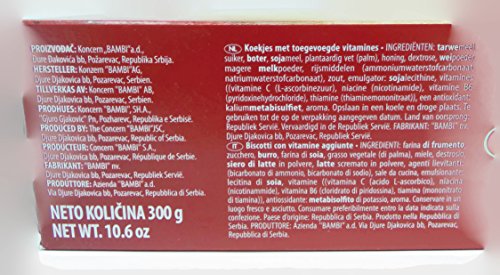 PROIZVOĐAČ: Koncern „BAMBI" a.d.,
Đure Đakovića bb, Požarevac, Republika Srbija.
HERSTELLER: Konzern "BAMBI"AG,
Djure Djakovica bb, Pozarevac, Serbien.
TILLVERKAS AV: Konzern "BAMBI" AB,
Djure Djakovica bb, Pozarevac, Serbien.
PRODHUES: Koncern "BAMBI" SH.A.,
"Gjuro Gjakoviç" Pn, Pozharevc, Republika e Serbisë.
PRODUCED BY: The Concern "BAMBI"JSC,
Djure Djakovica bb, Pozarevac, Republic of Serbia.
PRODUCTEUR: Concern „BAMBI" S.A.,
Djure Djakovica bb, Pozarevac, République de Serbie.
FABRIKANT: "BAMBI" nv.
Djure Djakovica bb, Pozarevac, Republiek Servië.
PRODUTTORE: Azienda "BAMBI" a.d.
Via Djure Djakovica bb, Pozarevac, Repubblica di Serbia.
NETO KOLIČINA 300 g
NET WT. 10.6 oz
NL Koekjes met toegevoegde vitamines - INGREDIËNTEN: tarwemeel
suiker, boter, sojameel, plantaardig vet (palm), honing, dextrose, wei
magere melkpoeder, rijsmiddelen (ammoniumwaterstofcarbonaat
natriumwaterstofcarbonaat), zout, emulgator: sojalecithine, vitamines
(vitamine C (L-ascorbinezuur), niacine (nicotinamide), vitamine B6
(pyridoxinehydrochloride), thiamine (thiaminemononitraat)), een antioxidant:
kaliummetabisulfiet, aroma. Opslaan in een koele en droge plaats. Te
gebruiken tot de op de verpakking aangegeven datum. Land van oorsprong:
Republiek Servië. Vervaardigd in de Republiek Servië. FABRIKANT: "BAMBI" nv.
Djure Djakovica bb, Pozarevac, Republiek Servië.
IT Biscotti con vitamine aggiunte - INGREDIENTI: farina di frumento
zucchero, burro, farina di soia, grasso vegetale (di palma), miele, destrosio,
siero di latte in polvere, latte scremato in polvere, agenti lievitanti
(bicarbonato di ammonio, bicarbonato di sodio), sale da cucina, emulsionante:
lecitina di soia, vitamine (vitamina C (acido L-ascorbico), niacina
(nicotinammide), vitamina B6 (cloridrato di piridossina), tiamina (mononitrato
di tiamina)), antiossidante: metabisolfito di potassio, aroma. Conservare in un
luogo fresco e asciutto. Consumare preferibilmente entro la data indicata sulla
confezione. Paese d'origine: Repubblica di Serbia. Prodotto nella Repubblica
di Serbia. PRODUTTORE: Azienda "BAMBI" a.d. Via Djure Djakovica bb, Pozarevac,
Repubblica di Serbia.